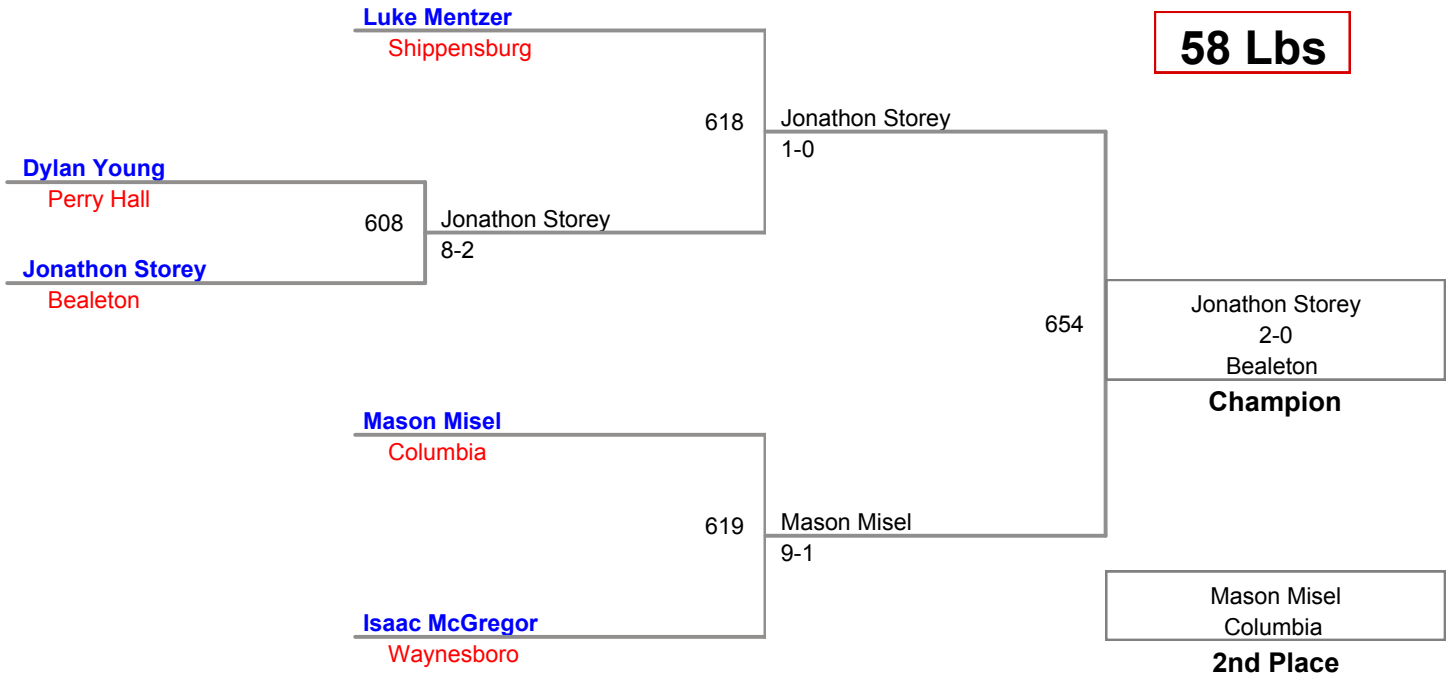 Luke Mentzer
Shippensburg
58 Lbs
618
Jonathon Storey
1-0
Dylan Young
Perry Hall
608
Jonathon Storey
8-2
Jonathon Storey
Bealeton
654
Jonathon Storey
2-0
Bealeton
Champion
Mason Misel
Columbia
619
Mason Misel
9-1
Isaac McGregor
Waynesboro
Mason Misel
Columbia
2nd Place